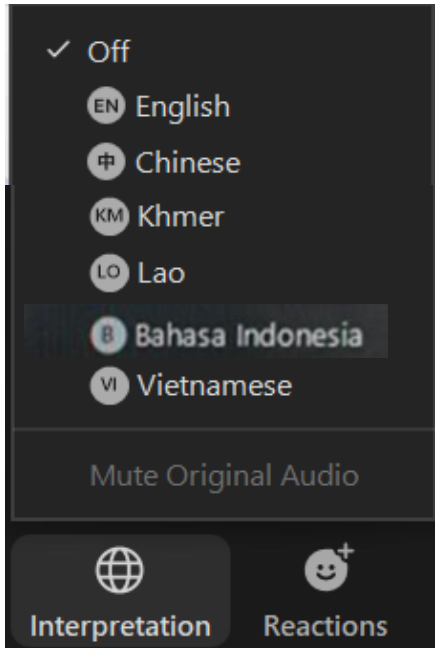 ✓ Off
EN English
中 Chinese
KM Khmer
LO Lao
B Bahasa Indonesia
VI Vietnamese
Mute Original Audio
Interpretation Reactions